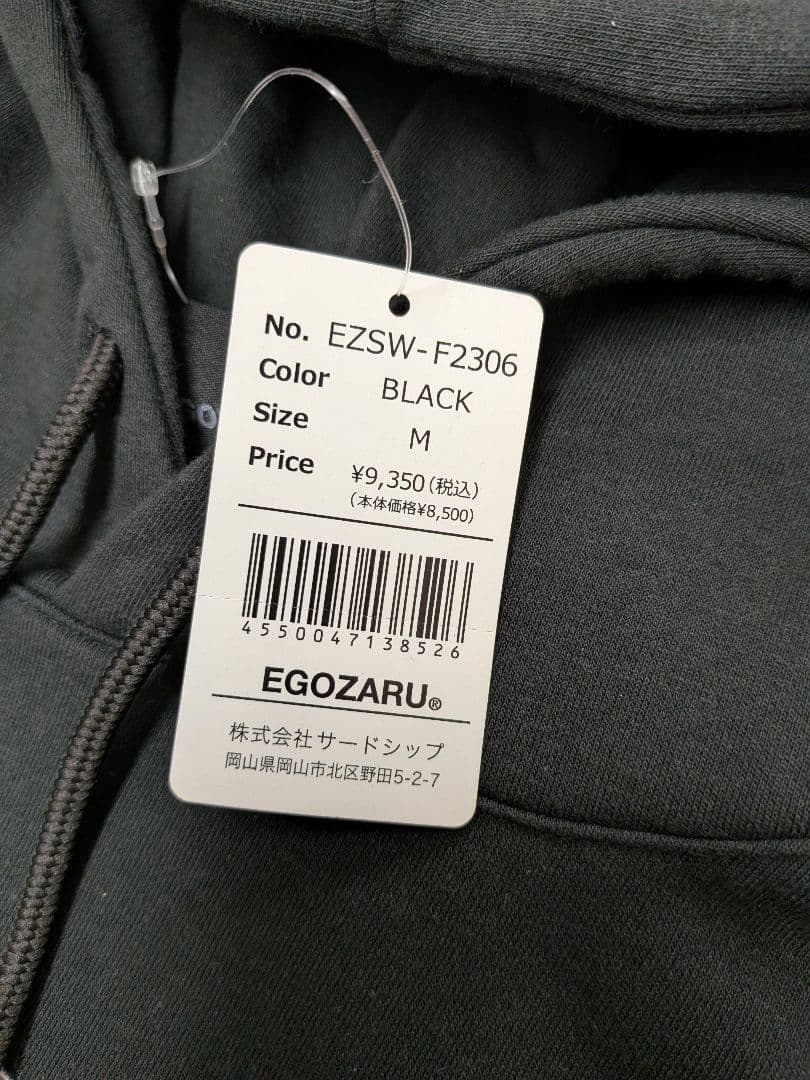 No. EZSW-F2306
Color BLACK
Size M
Price ¥9,350(税込)
(本体価格¥8,500)
4550047138526
EGOZARU®
株式会社サードシップ
岡山県岡山市北区野田5-2-7